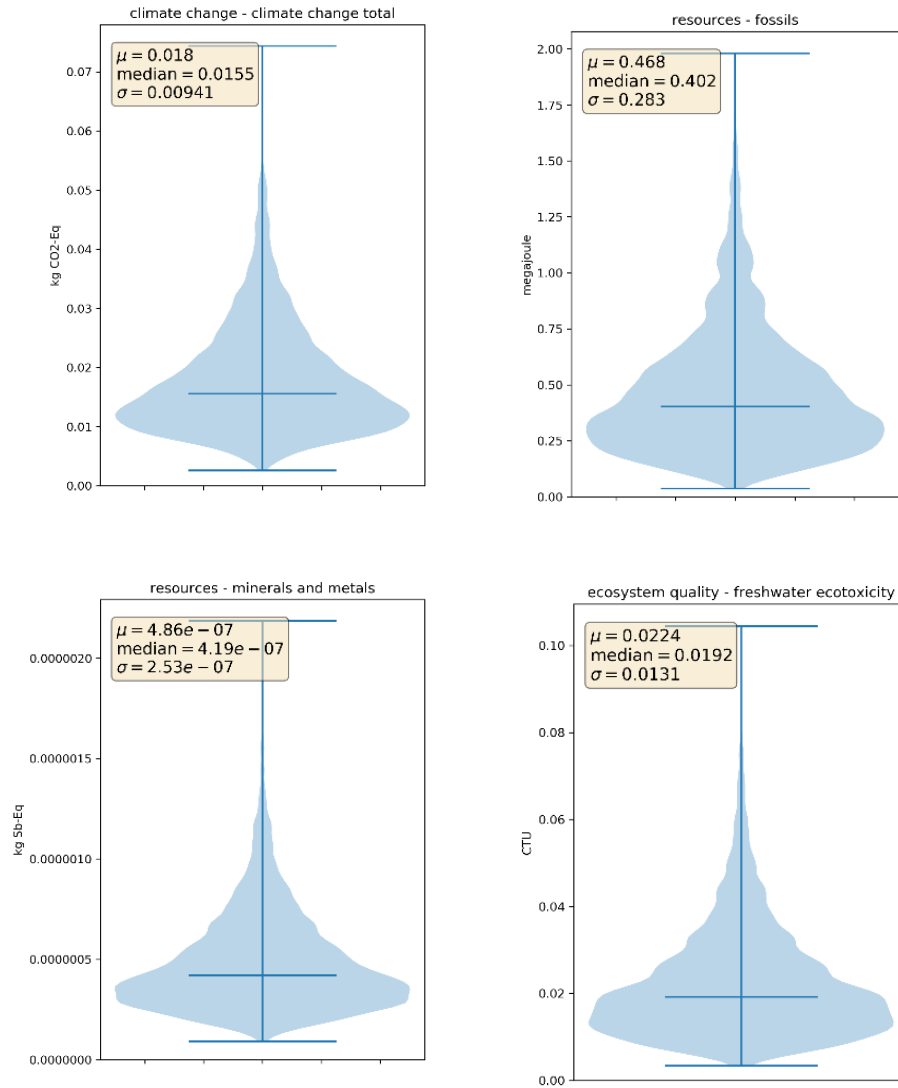 climate change - climate change total
μ = 0.018
median = 0.0155
σ = 0.00941
0.07
0.06
0.05
0.04
0.03
0.02
0.01
0.00
kg CO2-Eq
resources - fossils
μ = 0.468
median = 0.402
σ = 0.283
2.00
1.75
1.50
1.25
1.00
0.75
0.50
0.25
0.00
megajoule
resources - minerals and metals
μ = 4.86e − 07
median = 4.19e − 07
σ = 2.53e − 07
0.0000020
0.0000015
0.0000010
0.0000005
0.0000000
kg Sb-Eq
ecosystem quality - freshwater ecotoxicity
μ = 0.0224
median = 0.0192
σ = 0.0131
0.10
0.08
0.06
0.04
0.02
0.00
CTU